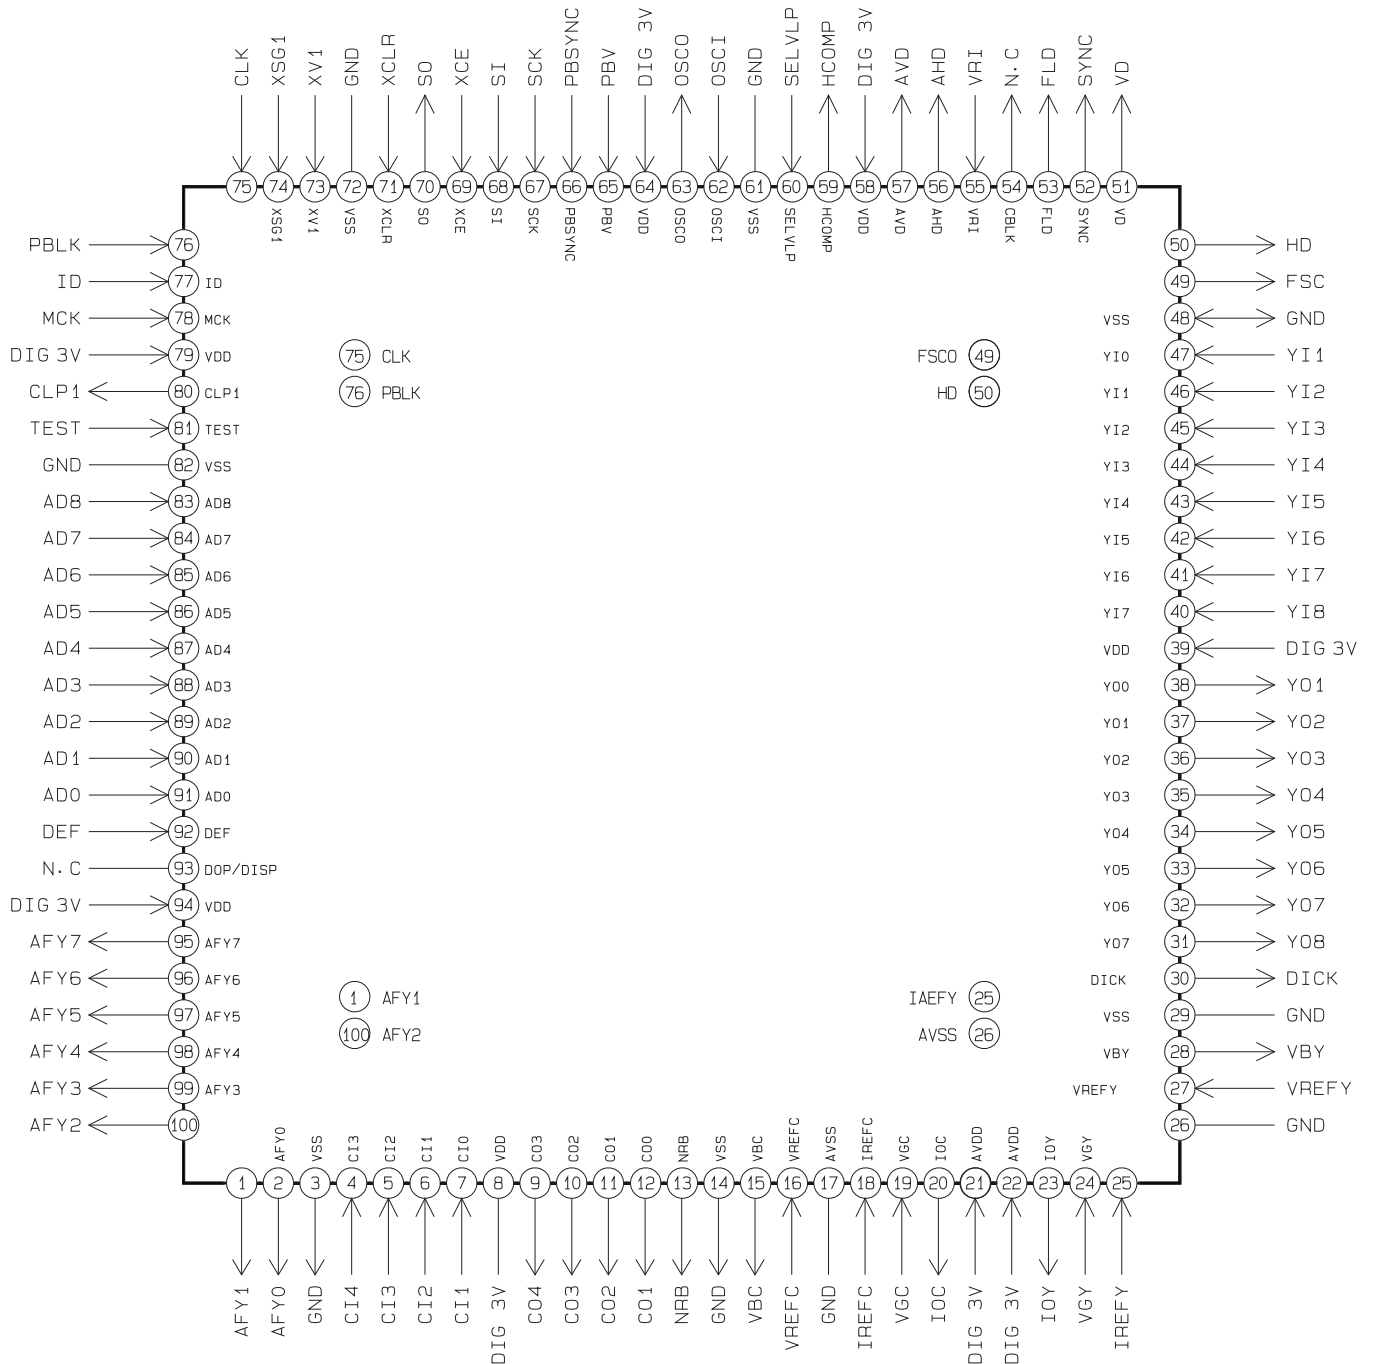 CLK XSG1 XV1 GND XCLR SO XCE SI SCK PBSYNC PBV DIG 3V OSCO OSCI GND SELVLP HCOMP DIG 3V AVD AHD VRI N.C FLD SYNC VD
75 74 73 72 71 70 69 68 67 66 65 64 63 62 61 60 59 58 57 56 55 54 53 52 51
XSG1 XV1 VSS XCLR SO XCE SI SCK PBSYNC PBV VDD OSCO OSCI VSS SELVLP HCOMP VDD AVD AHD VRI CBLK FLD SYNC VD
PBLK 76 50 HD
ID 77 ID 49 FSC
MCK 78 MCK VSS 48 GND
DIG 3V 79 VDD 75 CLK FSCO 49 YI0 47 YI1
CLP1 80 CLP1 76 PBLK HD 50 YI1 46 YI2
TEST 81 TEST YI2 45 YI3
GND 82 VSS YI3 44 YI4
AD8 83 AD8 YI4 43 YI5
AD7 84 AD7 YI5 42 YI6
AD6 85 AD6 YI6 41 YI7
AD5 86 AD5 YI7 40 YI8
AD4 87 AD4 VDD 39 DIG 3V
AD3 88 AD3 YO0 38 YO1
AD2 89 AD2 YO1 37 YO2
AD1 90 AD1 YO2 36 YO3
AD0 91 AD0 YO3 35 YO4
DEF 92 DEF YO4 34 YO5
N.C 93 DOP/DISP YO5 33 YO6
DIG 3V 94 VDD YO6 32 YO7
AFY7 95 AFY7 YO7 31 YO8
AFY6 96 AFY6 DICK 30 DICK
AFY5 97 AFY5 1 AFY1 IAEFY 25 VSS 29 GND
AFY4 98 AFY4 100 AFY2 AVSS 26 VBY 28 VBY
AFY3 99 AFY3 VREFY 27 VREFY
AFY2 100 26 GND
AFY0 VSS CI3 CI2 CI1 CI0 VDD CO3 CO2 CO1 CO0 NRB VSS VBC VREFC AVSS IREFC VGC IOC AVDD AVDD IOY VGY
1 2 3 4 5 6 7 8 9 10 11 12 13 14 15 16 17 18 19 20 21 22 23 24 25
AFY1 AFY0 GND CI4 CI3 CI2 CI1 DIG 3V CO4 CO3 CO2 CO1 NRB GND VBC VREFC GND IREFC VGC IOC DIG 3V DIG 3V IOY VGY IREFY